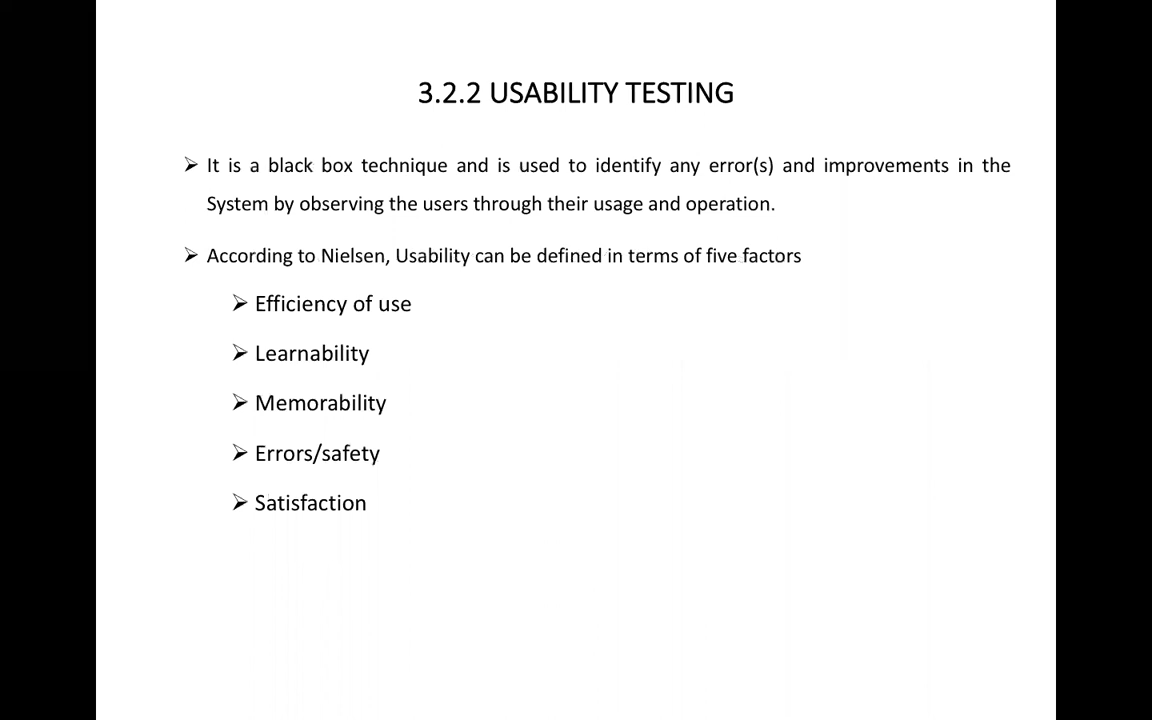 3.2.2 USABILITY TESTING
➢ It is a black box technique and is used to identify any error(s) and improvements in the
System by observing the users through their usage and operation.
➢ According to Nielsen, Usability can be defined in terms of five factors
➢ Efficiency of use
➢ Learnability
➢ Memorability
➢ Errors/safety
➢ Satisfaction